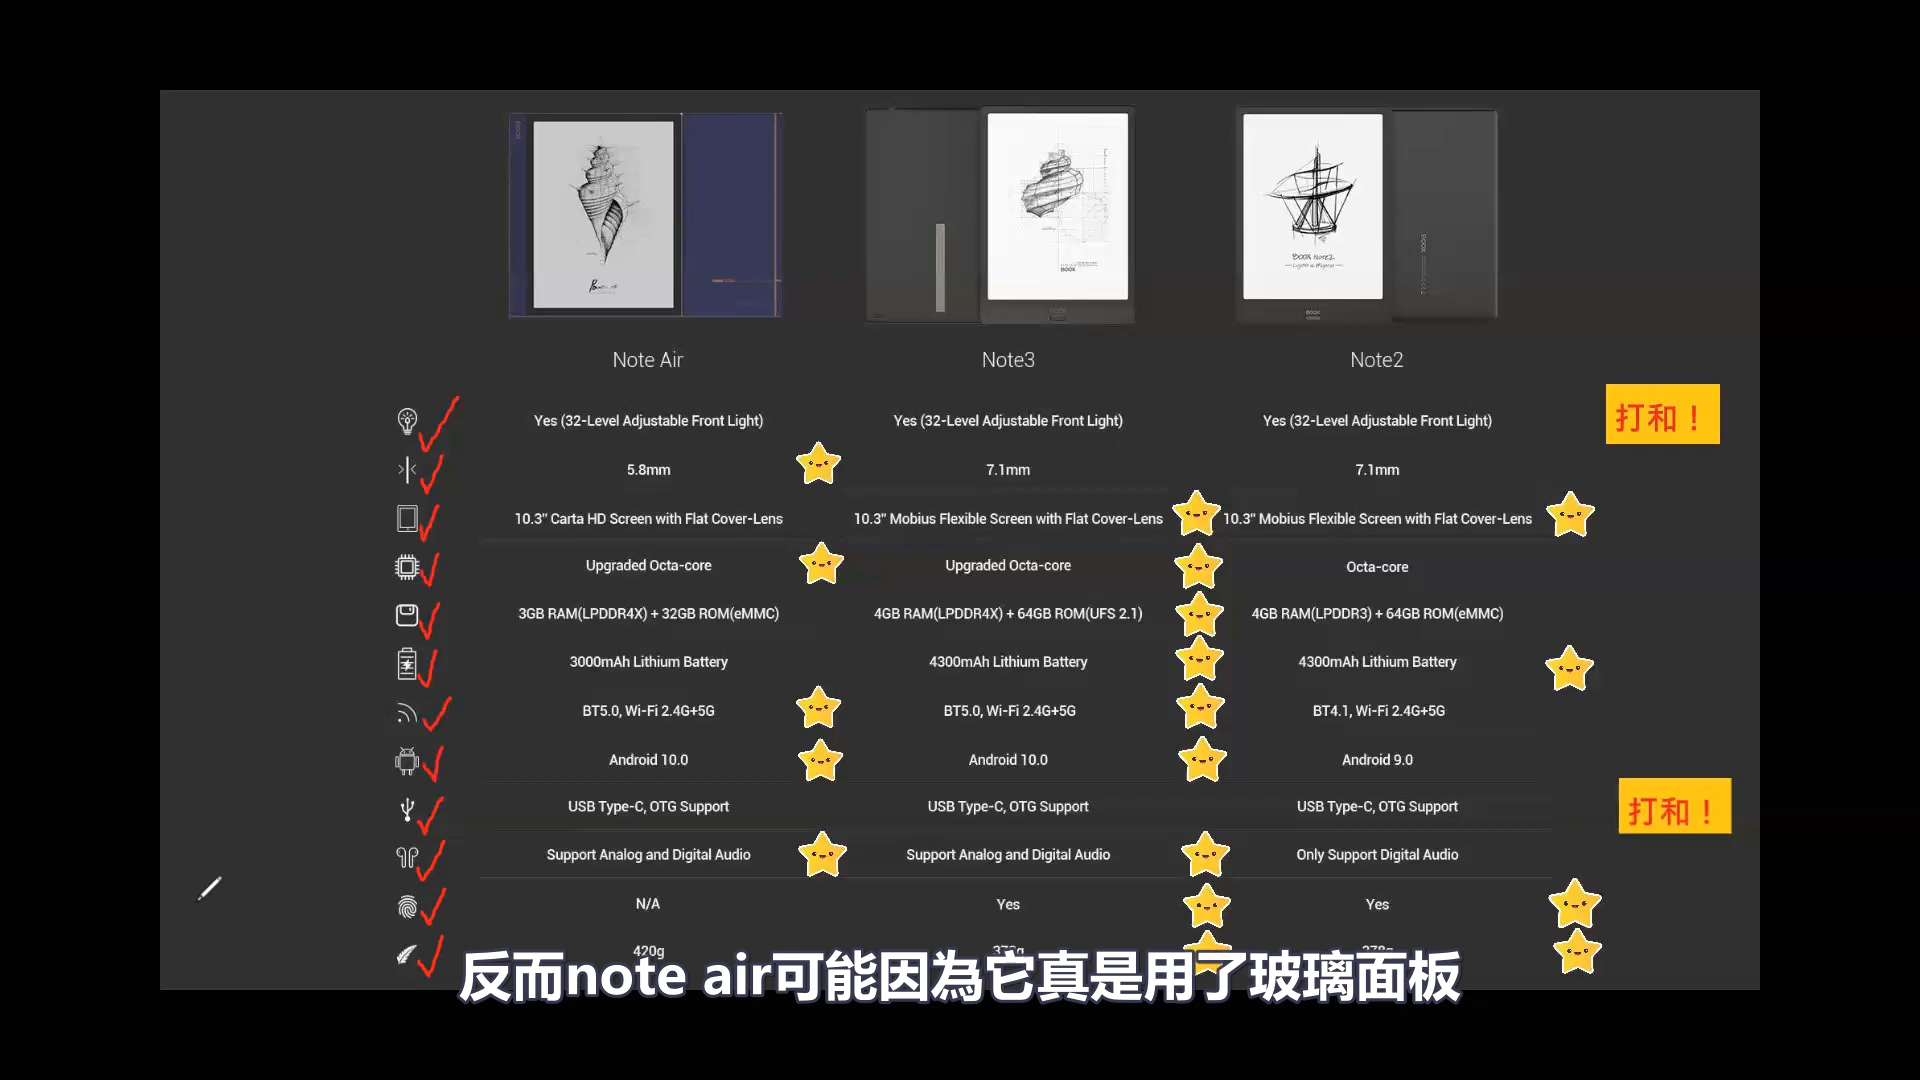 BOOX Note2
BOOX
BOOX
BOOX
Note Air
Note3
Note2
Yes (32-Level Adjustable Front Light)
Yes (32-Level Adjustable Front Light)
Yes (32-Level Adjustable Front Light)
打和！
5.8mm
7.1mm
7.1mm
10.3" Carta HD Screen with Flat Cover-Lens
10.3" Mobius Flexible Screen with Flat Cover-Lens
10.3" Mobius Flexible Screen with Flat Cover-Lens
Upgraded Octa-core
Upgraded Octa-core
Octa-core
3GB RAM(LPDDR4X) + 32GB ROM(eMMC)
4GB RAM(LPDDR4X) + 64GB ROM(UFS 2.1)
4GB RAM(LPDDR3) + 64GB ROM(eMMC)
3000mAh Lithium Battery
4300mAh Lithium Battery
4300mAh Lithium Battery
BT5.0, Wi-Fi 2.4G+5G
BT5.0, Wi-Fi 2.4G+5G
BT4.1, Wi-Fi 2.4G+5G
Android 10.0
Android 10.0
Android 9.0
USB Type-C, OTG Support
USB Type-C, OTG Support
USB Type-C, OTG Support
打和！
Support Analog and Digital Audio
Support Analog and Digital Audio
Only Support Digital Audio
N/A
Yes
Yes
420g
反而note air可能因為它真是用了玻璃面板